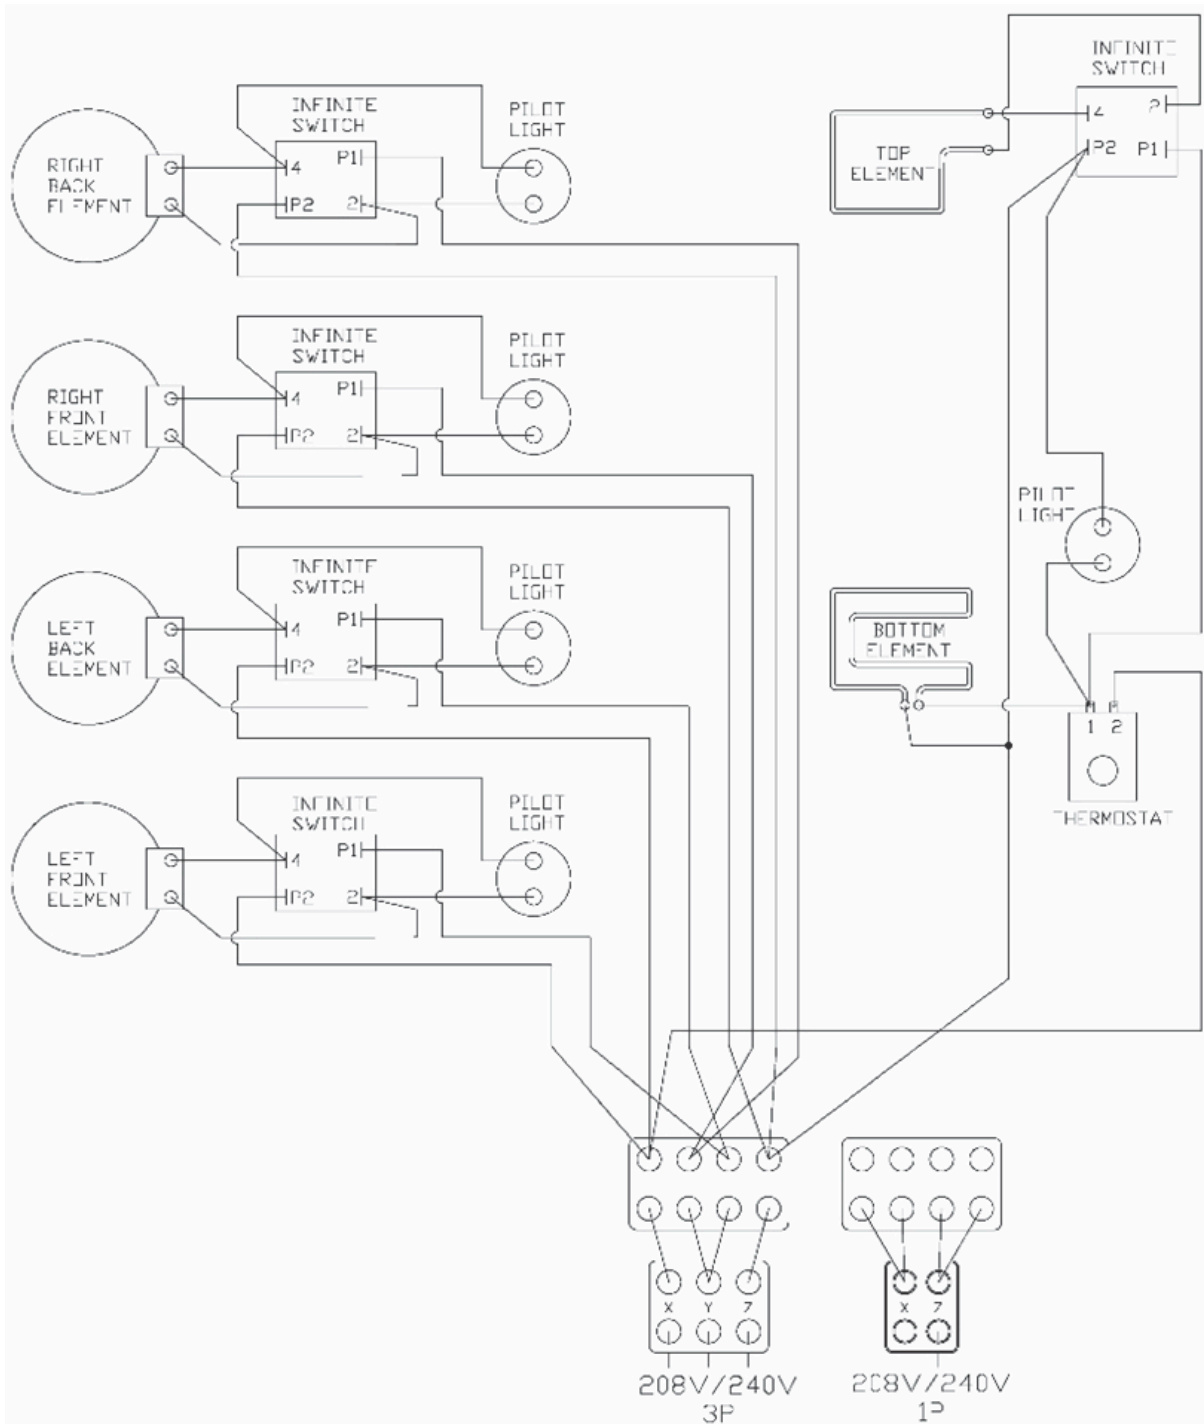 INFINITE
SWITCH
PILOT
LIGHT
RIGHT
BACK
ELEMENT
4
P1
P2
2
INFINITE
SWITCH
4
2
P2
P1
TOP
ELEMENT
INFINITE
SWITCH
PILOT
LIGHT
RIGHT
FRONT
ELEMENT
4
P1
P2
2
PILOT
LIGHT
INFINITE
SWITCH
PILOT
LIGHT
LEFT
BACK
ELEMENT
4
P1
P2
2
BOTTOM
ELEMENT
1 2
THERMOSTAT
INFINITE
SWITCH
PILOT
LIGHT
LEFT
FRONT
ELEMENT
4
P1
P2
2
X Y Z
208V/240V
3P
X Z
208V/240V
1P